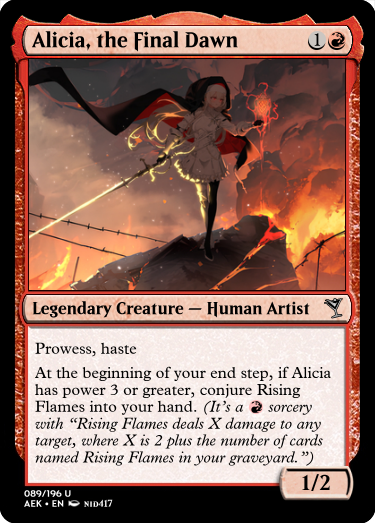 Alicia, the Final Dawn 1
Legendary Creature — Human Artist
Prowess, haste
At the beginning of your end step, if Alicia
has power 3 or greater, conjure Rising
Flames into your hand. (It's a sorcery
with “Rising Flames deals X damage to any
target, where X is 2 plus the number of cards
named Rising Flames in your graveyard.”)
1/2
089/196 U
AEK • EN NID417